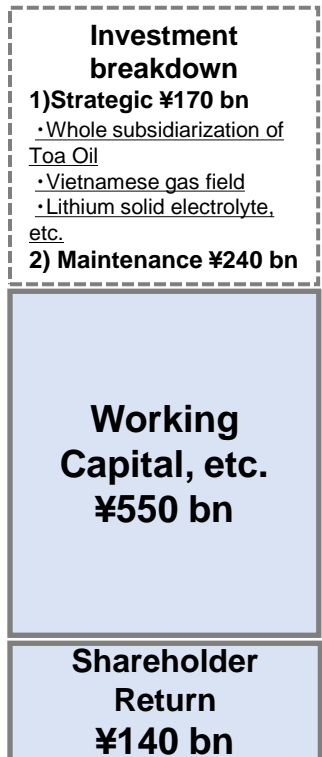 Investment
breakdown
1)Strategic ¥170 bn
・Whole subsidiarization of
Toa Oil
・Vietnamese gas field
・Lithium solid electrolyte,
etc.
2) Maintenance ¥240 bn
Working
Capital, etc.
¥550 bn
Shareholder
Return
¥140 bn